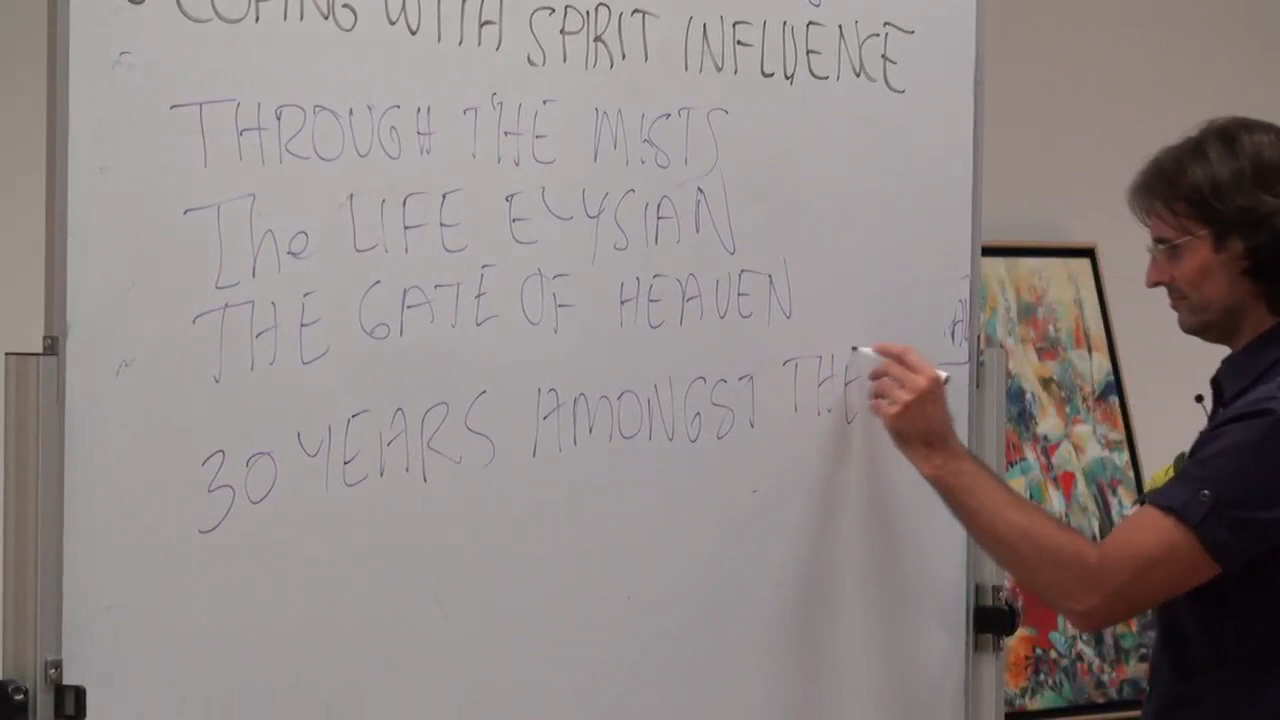 COPING WITH SPIRIT INFLUENCE
THROUGH THE MISTS
The LIFE ELYSIAN
THE GATE OF HEAVEN
30 YEARS AMONGST THE